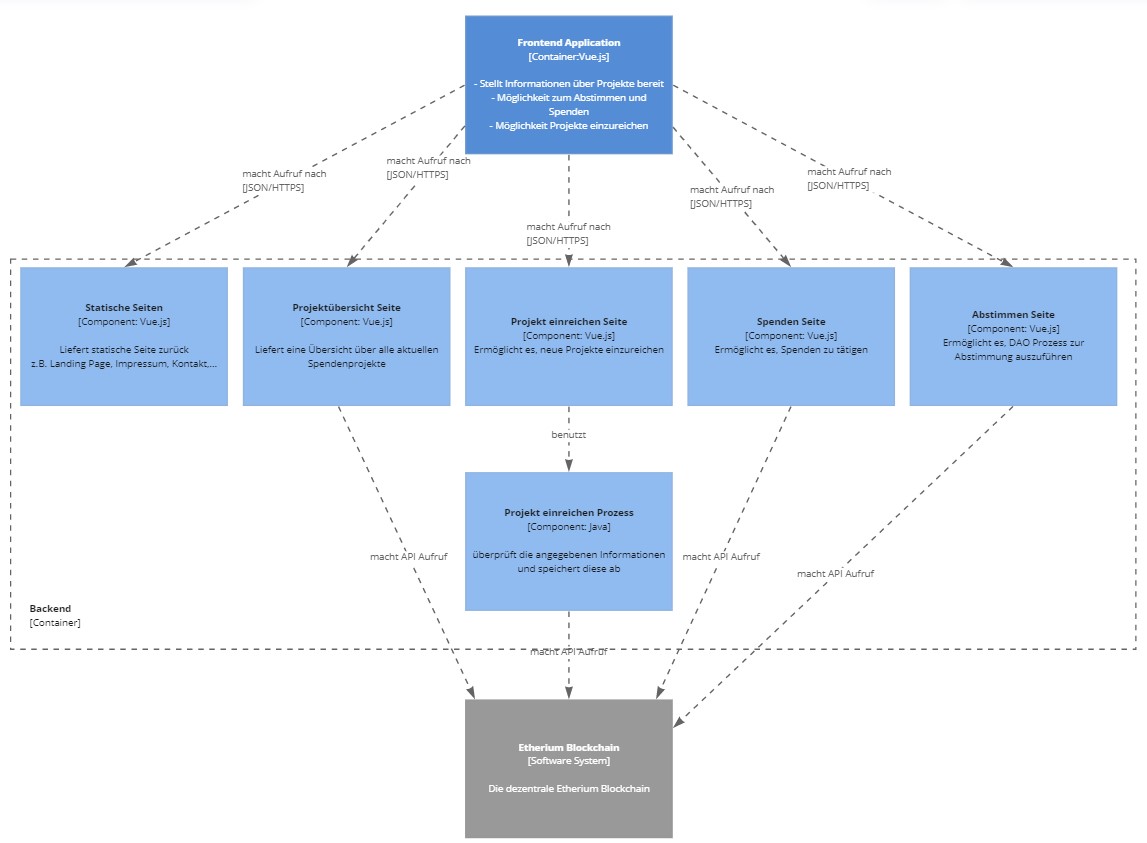 Frontend Application
[Container:Vue.js]
- Stellt Informationen über Projekte bereit
- Möglichkeit zum Abstimmen und
Spenden
- Möglichkeit Projekte einzureichen
macht Aufruf nach
[JSON/HTTPS]
macht Aufruf nach
[JSON/HTTPS]
macht Aufruf nach
[JSON/HTTPS]
macht Aufruf nach
[JSON/HTTPS]
macht Aufruf nach
[JSON/HTTPS]
Statische Seiten
[Component: Vue.js]
Liefert statische Seite zurück
z.B. Landing Page, Impressum, Kontakt,...
Projektübersicht Seite
[Component: Vue.js]
Liefert eine Übersicht über alle aktuellen
Spendenprojekte
Projekt einreichen Seite
[Component: Vue.js]
Ermöglicht es, neue Projekte einzureichen
Spenden Seite
[Component: Vue.js]
Ermöglicht es, Spenden zu tätigen
Abstimmen Seite
[Component: Vue.js]
Ermöglicht es, DAO Prozess zur
Abstimmung auszuführen
benutzt
Projekt einreichen Prozess
[Component: Java]
überprüft die angegebenen Informationen
und speichert diese ab
macht API Aufruf
macht API Aufruf
macht API Aufruf
Backend
[Container]
macht API Aufruf
Etherium Blockchain
[Software System]
Die dezentrale Etherium Blockchain